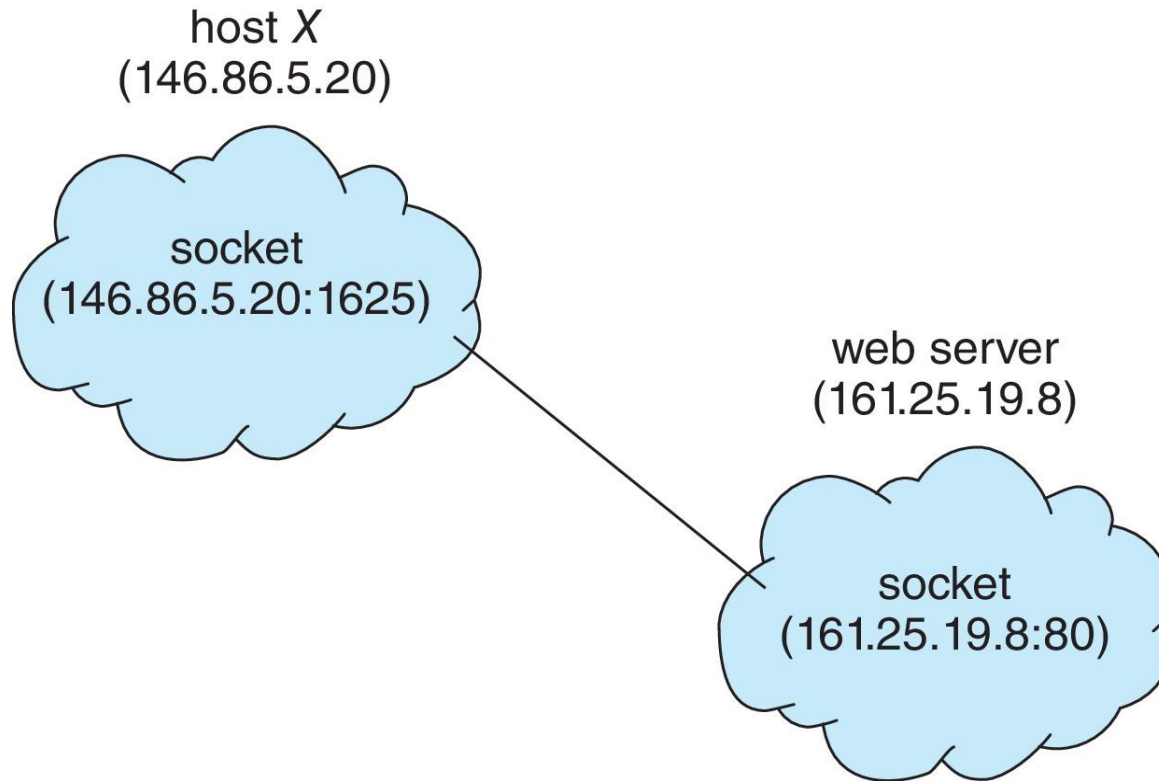 host X
(146.86.5.20)
socket
(146.86.5.20:1625)
web server
(161.25.19.8)
socket
(161.25.19.8:80)